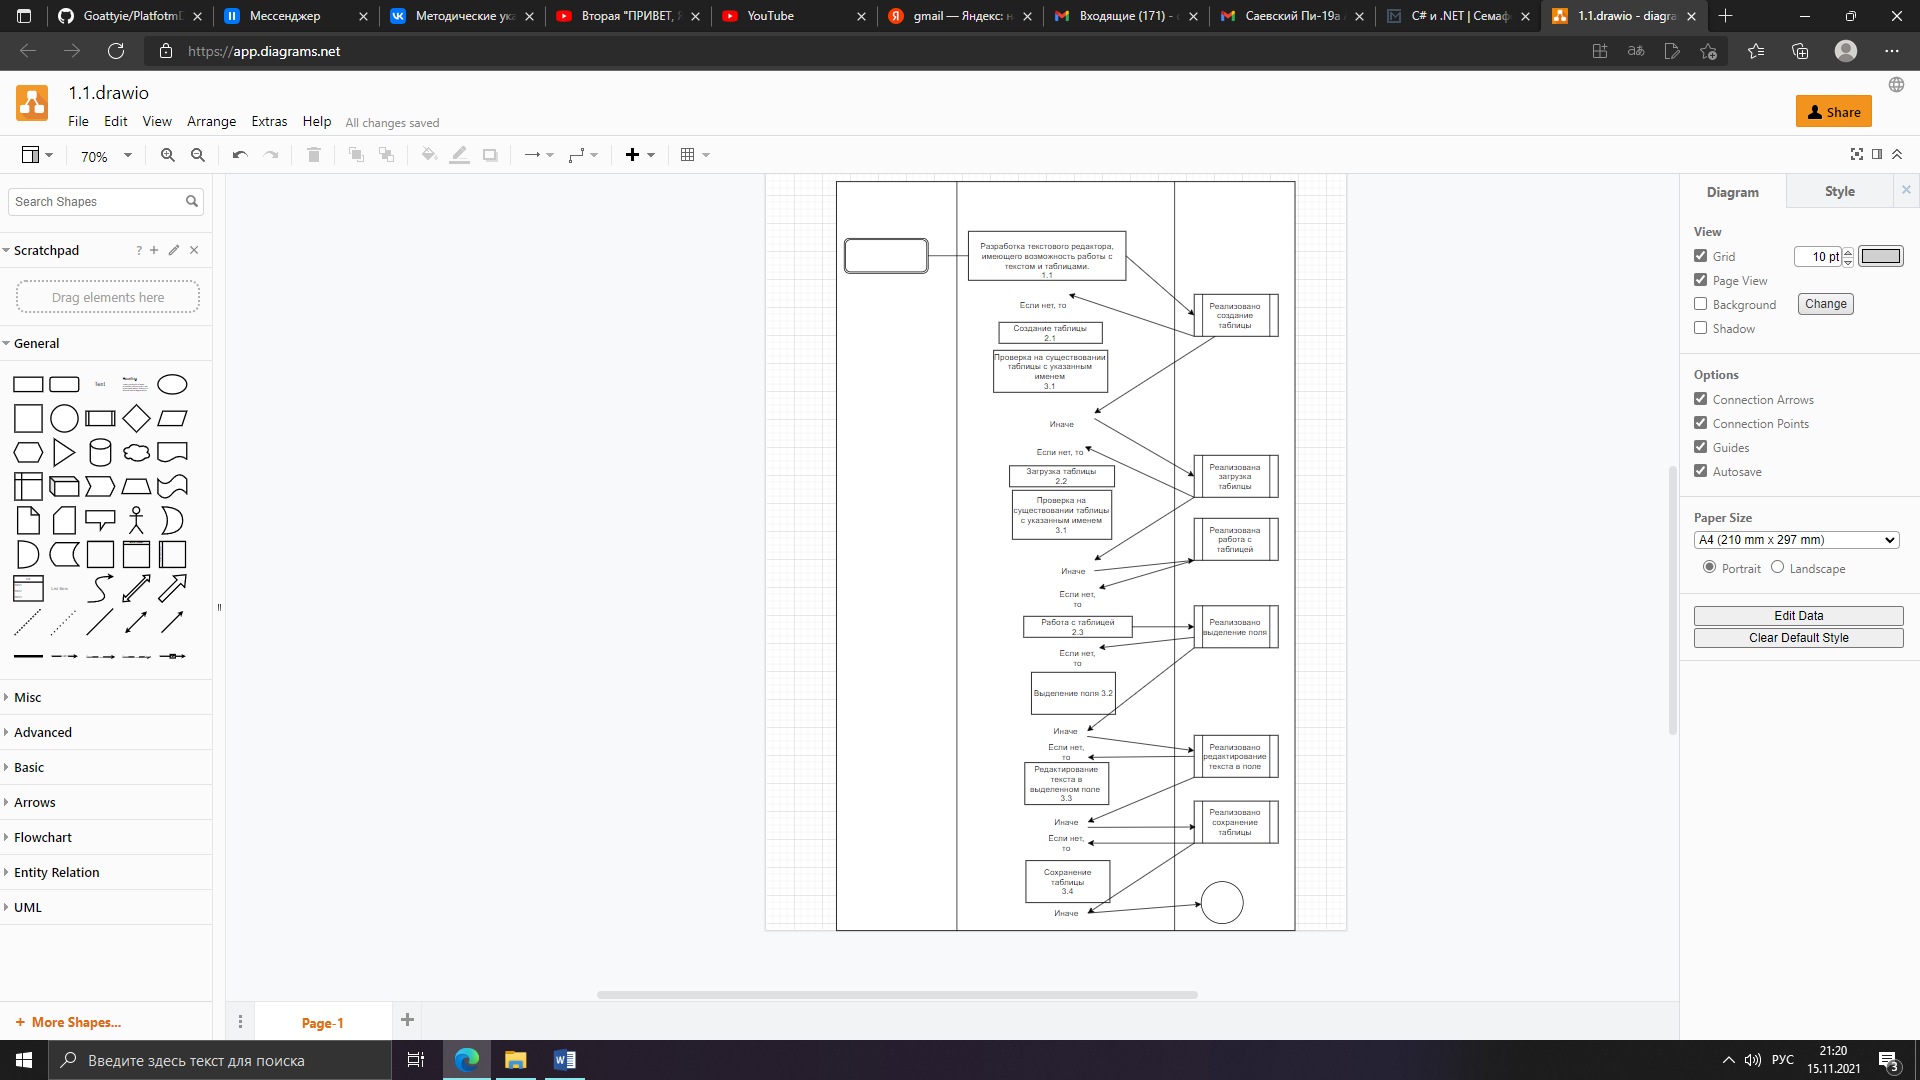 Goattyie/PlatfotmD
Мессенджер
Методические ука
Вторая "ПРИВЕТ, Я
YouTube
gmail — Яндекс: н
Входящие (171) - 
Саевский Пи-19а
C# и .NET | Семаф
1.1.drawio - diagra
https://app.diagrams.net
1.1.drawio
File Edit View Arrange Extras Help All changes saved
Share
70%
Search Shapes
Scratchpad
?
Drag elements here
General
Text
Heading
List Item
Misc
Advanced
Basic
Arrows
Flowchart
Entity Relation
UML
+ More Shapes...
Разработка текстового редактора,
имеющего возможность работы с
текстом и таблицами.
1.1
Если нет, то
Реализовано
создание
таблицы
Создание таблицы
2.1
Проверка на существовании
таблицы с указанным
именем
3.1
Иначе
Если нет, то
Реализована
загрузка
табилцы
Загрузка таблицы
2.2
Проверка на
существовании таблицы
с указанным именем
3.1
Реализована
работа с
таблицей
Иначе
Если нет,
то
Работа с таблицей
2.3
Реализовано
выделение поля
Если нет,
то
Выделение поля 3.2
Иначе
Если нет,
то
Реализовано
редактирование
текста в поле
Редактирование
текста в
выделенном поле
3.3
Иначе
Реализовано
сохранение
таблицы
Если нет,
то
Сохранение
таблицы
3.4
Иначе
Page-1
Diagram
Style
View
Grid
10 pt
Page View
Background
Change
Shadow
Options
Connection Arrows
Connection Points
Guides
Autosave
Paper Size
A4 (210 mm x 297 mm)
Portrait
Landscape
Edit Data
Clear Default Style
Введите здесь текст для поиска
РУС
21:20
15.11.2021
3